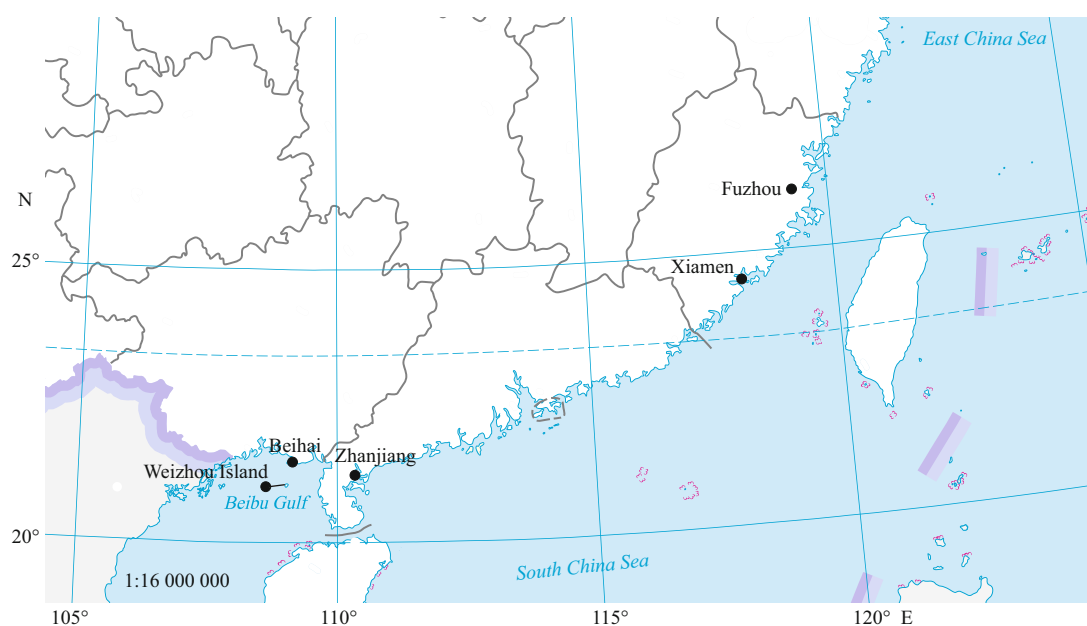 East China Sea
Fuzhou
N
25°
Xiamen
Beihai
Zhanjiang
Weizhou Island
Beibu Gulf
20°
South China Sea
1:16 000 000
105°
110°
115°
120° E